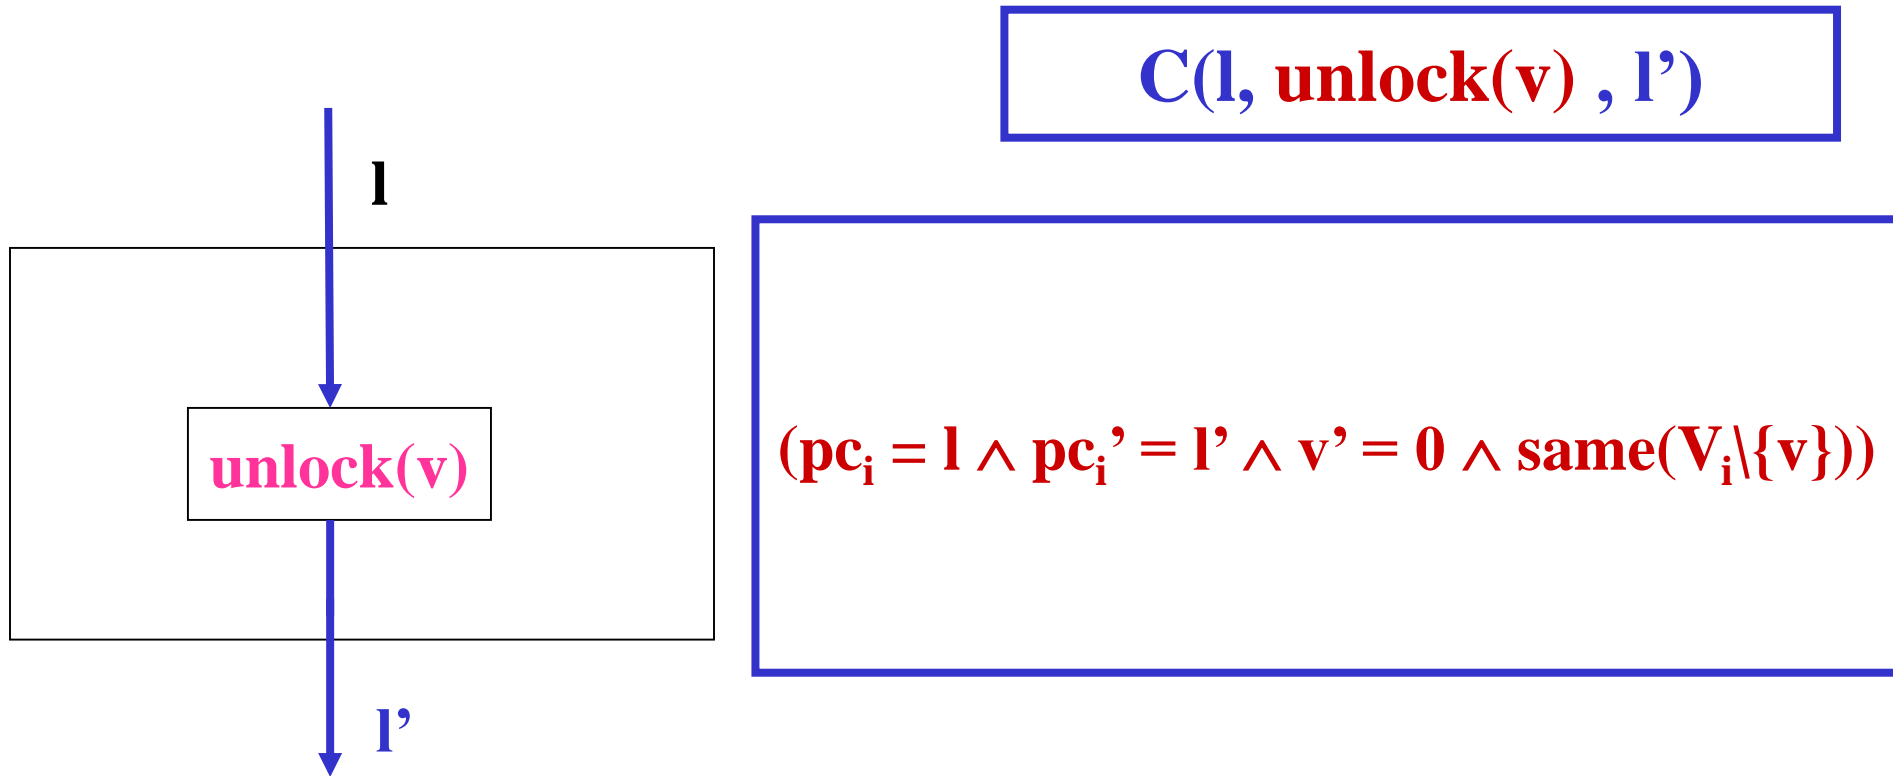 C(l, unlock(v) , l’)
l
(pcᵢ = l ∧ pcᵢ’ = l’ ∧ v’ = 0 ∧ same(Vᵢ\{v}))
unlock(v)
l’